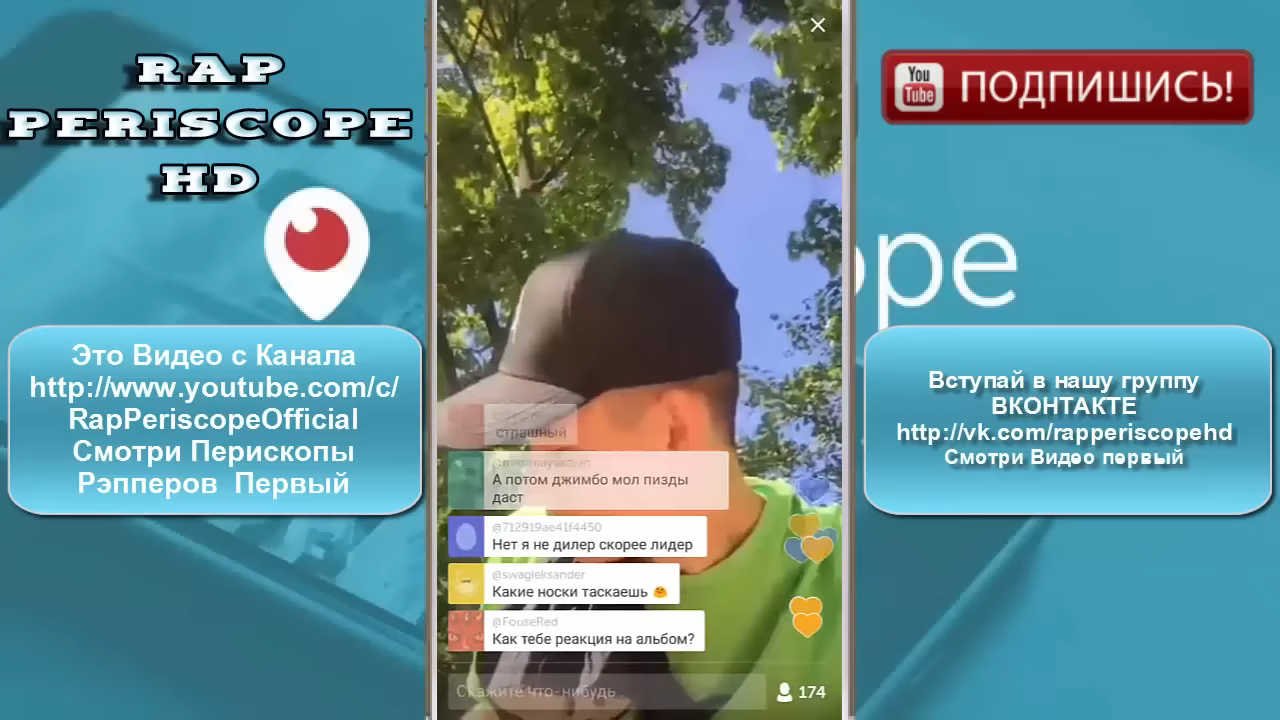 RAP
PERISCOPE
HD
Это Видео с Канала
http://www.youtube.com/c/
RapPeriscopeOfficial
Смотри Перископы
Рэпперов Первый
страшный
А потом джимбо мол пизды
даст
@712919ae41f4450
Нет я не дилер скорее лидер
@swagleksander
Какие носки таскаешь
@FouseRed
Как тебе реакция на альбом?
Скажите что-нибудь...
174
You
Tube
ПОДПИШИСЬ!
ope
Вступай в нашу группу
ВКОНТАКТЕ
http://vk.com/rapperiscopehd
Смотри Видео первый